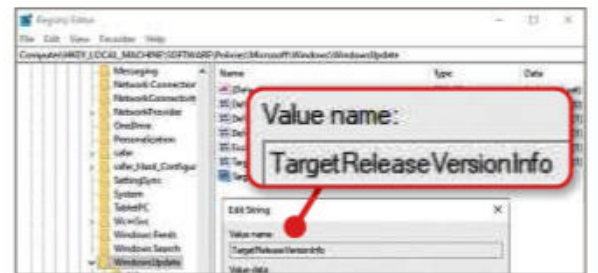 Registry Editor
File Edit View Favorites Help
Computer\HKEY_LOCAL_MACHINE\SOFTWARE\Policies\Microsoft\Windows\WindowsUpdate
Messaging
Network Connection
NetworkConnectivit
NetworkProvider
OneDrive
Personalization
safer
safer_Hard_Configur
SettingSync
System
TabletPC
WcmSvc
Windows Feeds
Windows Search
WindowsUpdate
Name Type Data
Value name:
TargetReleaseVersionInfo
Edit String
Value name:
TargetReleaseVersionInfo
Value data: